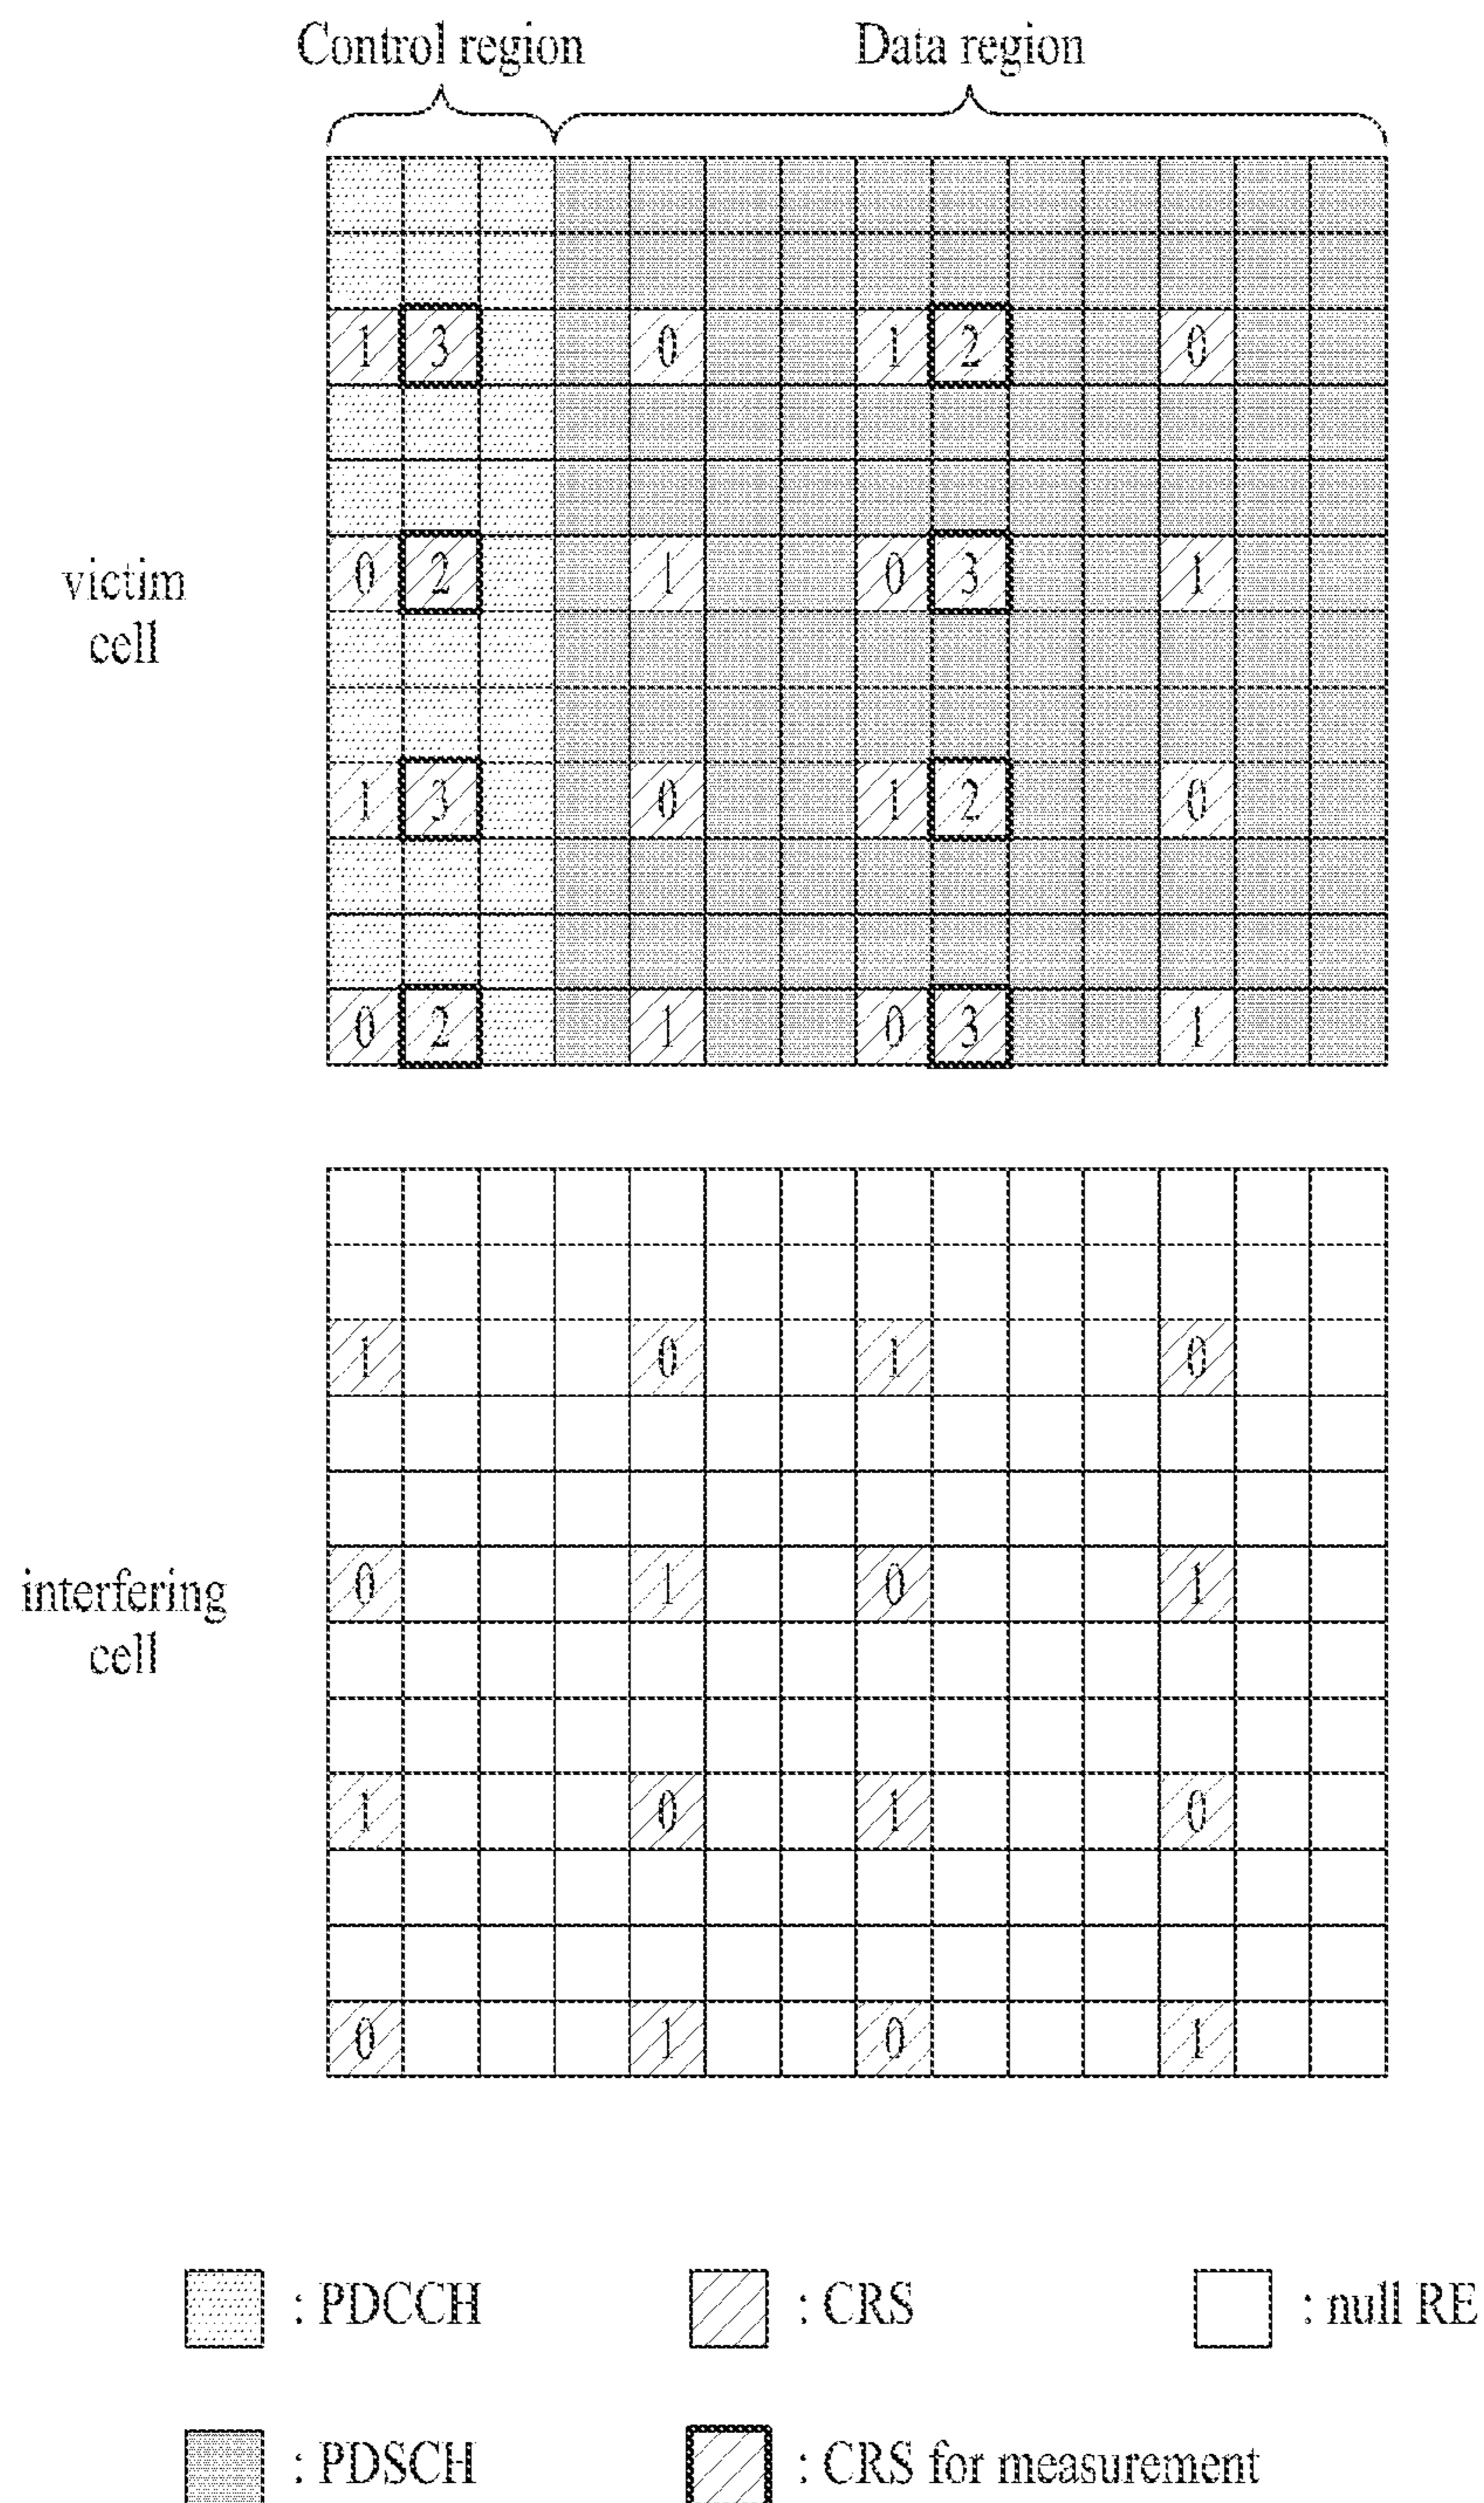 Control region Data region
1 3 0 1 2 0
victim
cell
0 2 1 0 3 1
1 3 0 1 2 0
0 2 1 0 3 1
1 0 1 0
interfering
cell
0 1 0 1
1 0 1 0
0 1 0 1
: PDCCH : CRS : null RE
: PDSCH : CRS for measurement